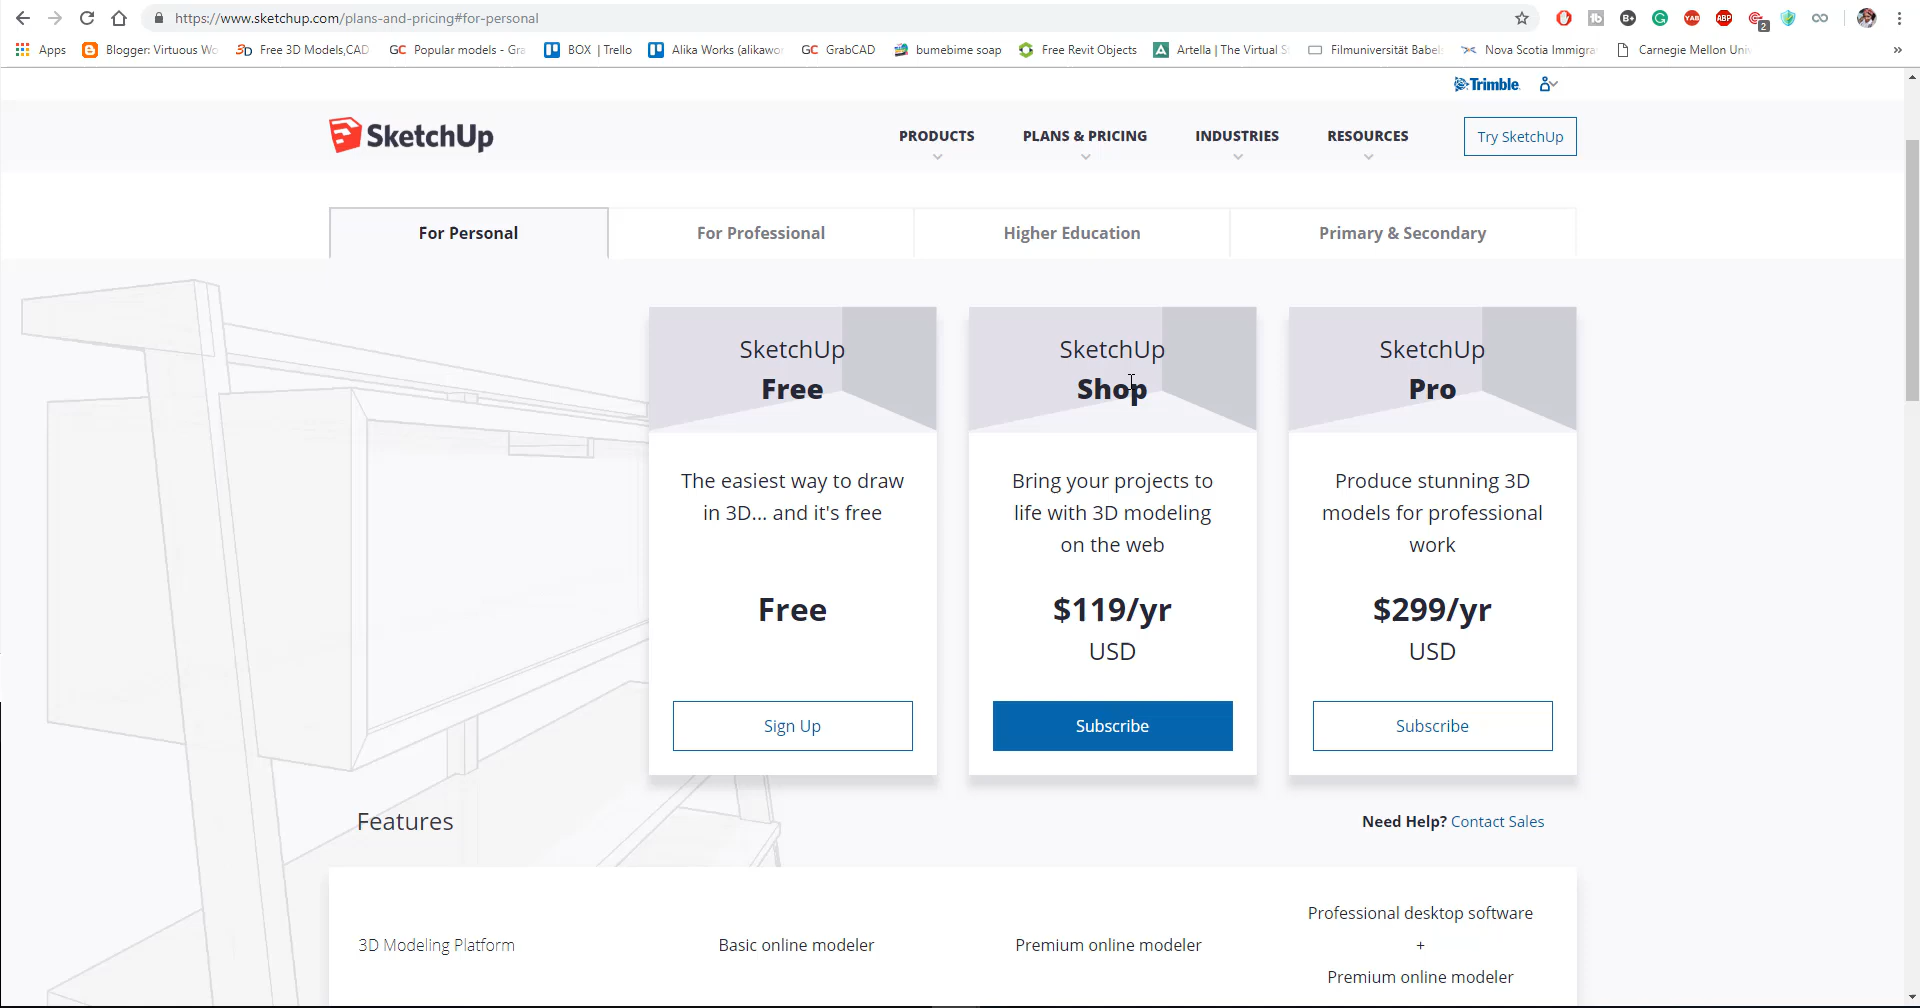 https://www.sketchup.com/plans-and-pricing#for-personal
2
Apps Blogger: Virtuous Wo Free 3D Models,CAD Popular models - Gra BOX | Trello Alika Works (alikawor GrabCAD bumebime soap Free Revit Objects Artella | The Virtual S Filmuniversität Babels Nova Scotia Immigra Carnegie Mellon Univ »
Trimble
SketchUp
PRODUCTS PLANS & PRICING INDUSTRIES RESOURCES Try SketchUp
For Personal For Professional Higher Education Primary & Secondary
SketchUp
Free
The easiest way to draw
in 3D... and it's free
Free
Sign Up
SketchUp
Shop
Bring your projects to
life with 3D modeling
on the web
$119/yr
USD
Subscribe
SketchUp
Pro
Produce stunning 3D
models for professional
work
$299/yr
USD
Subscribe
Features
Need Help? Contact Sales
3D Modeling Platform
Basic online modeler
Premium online modeler
Professional desktop software
+
Premium online modeler